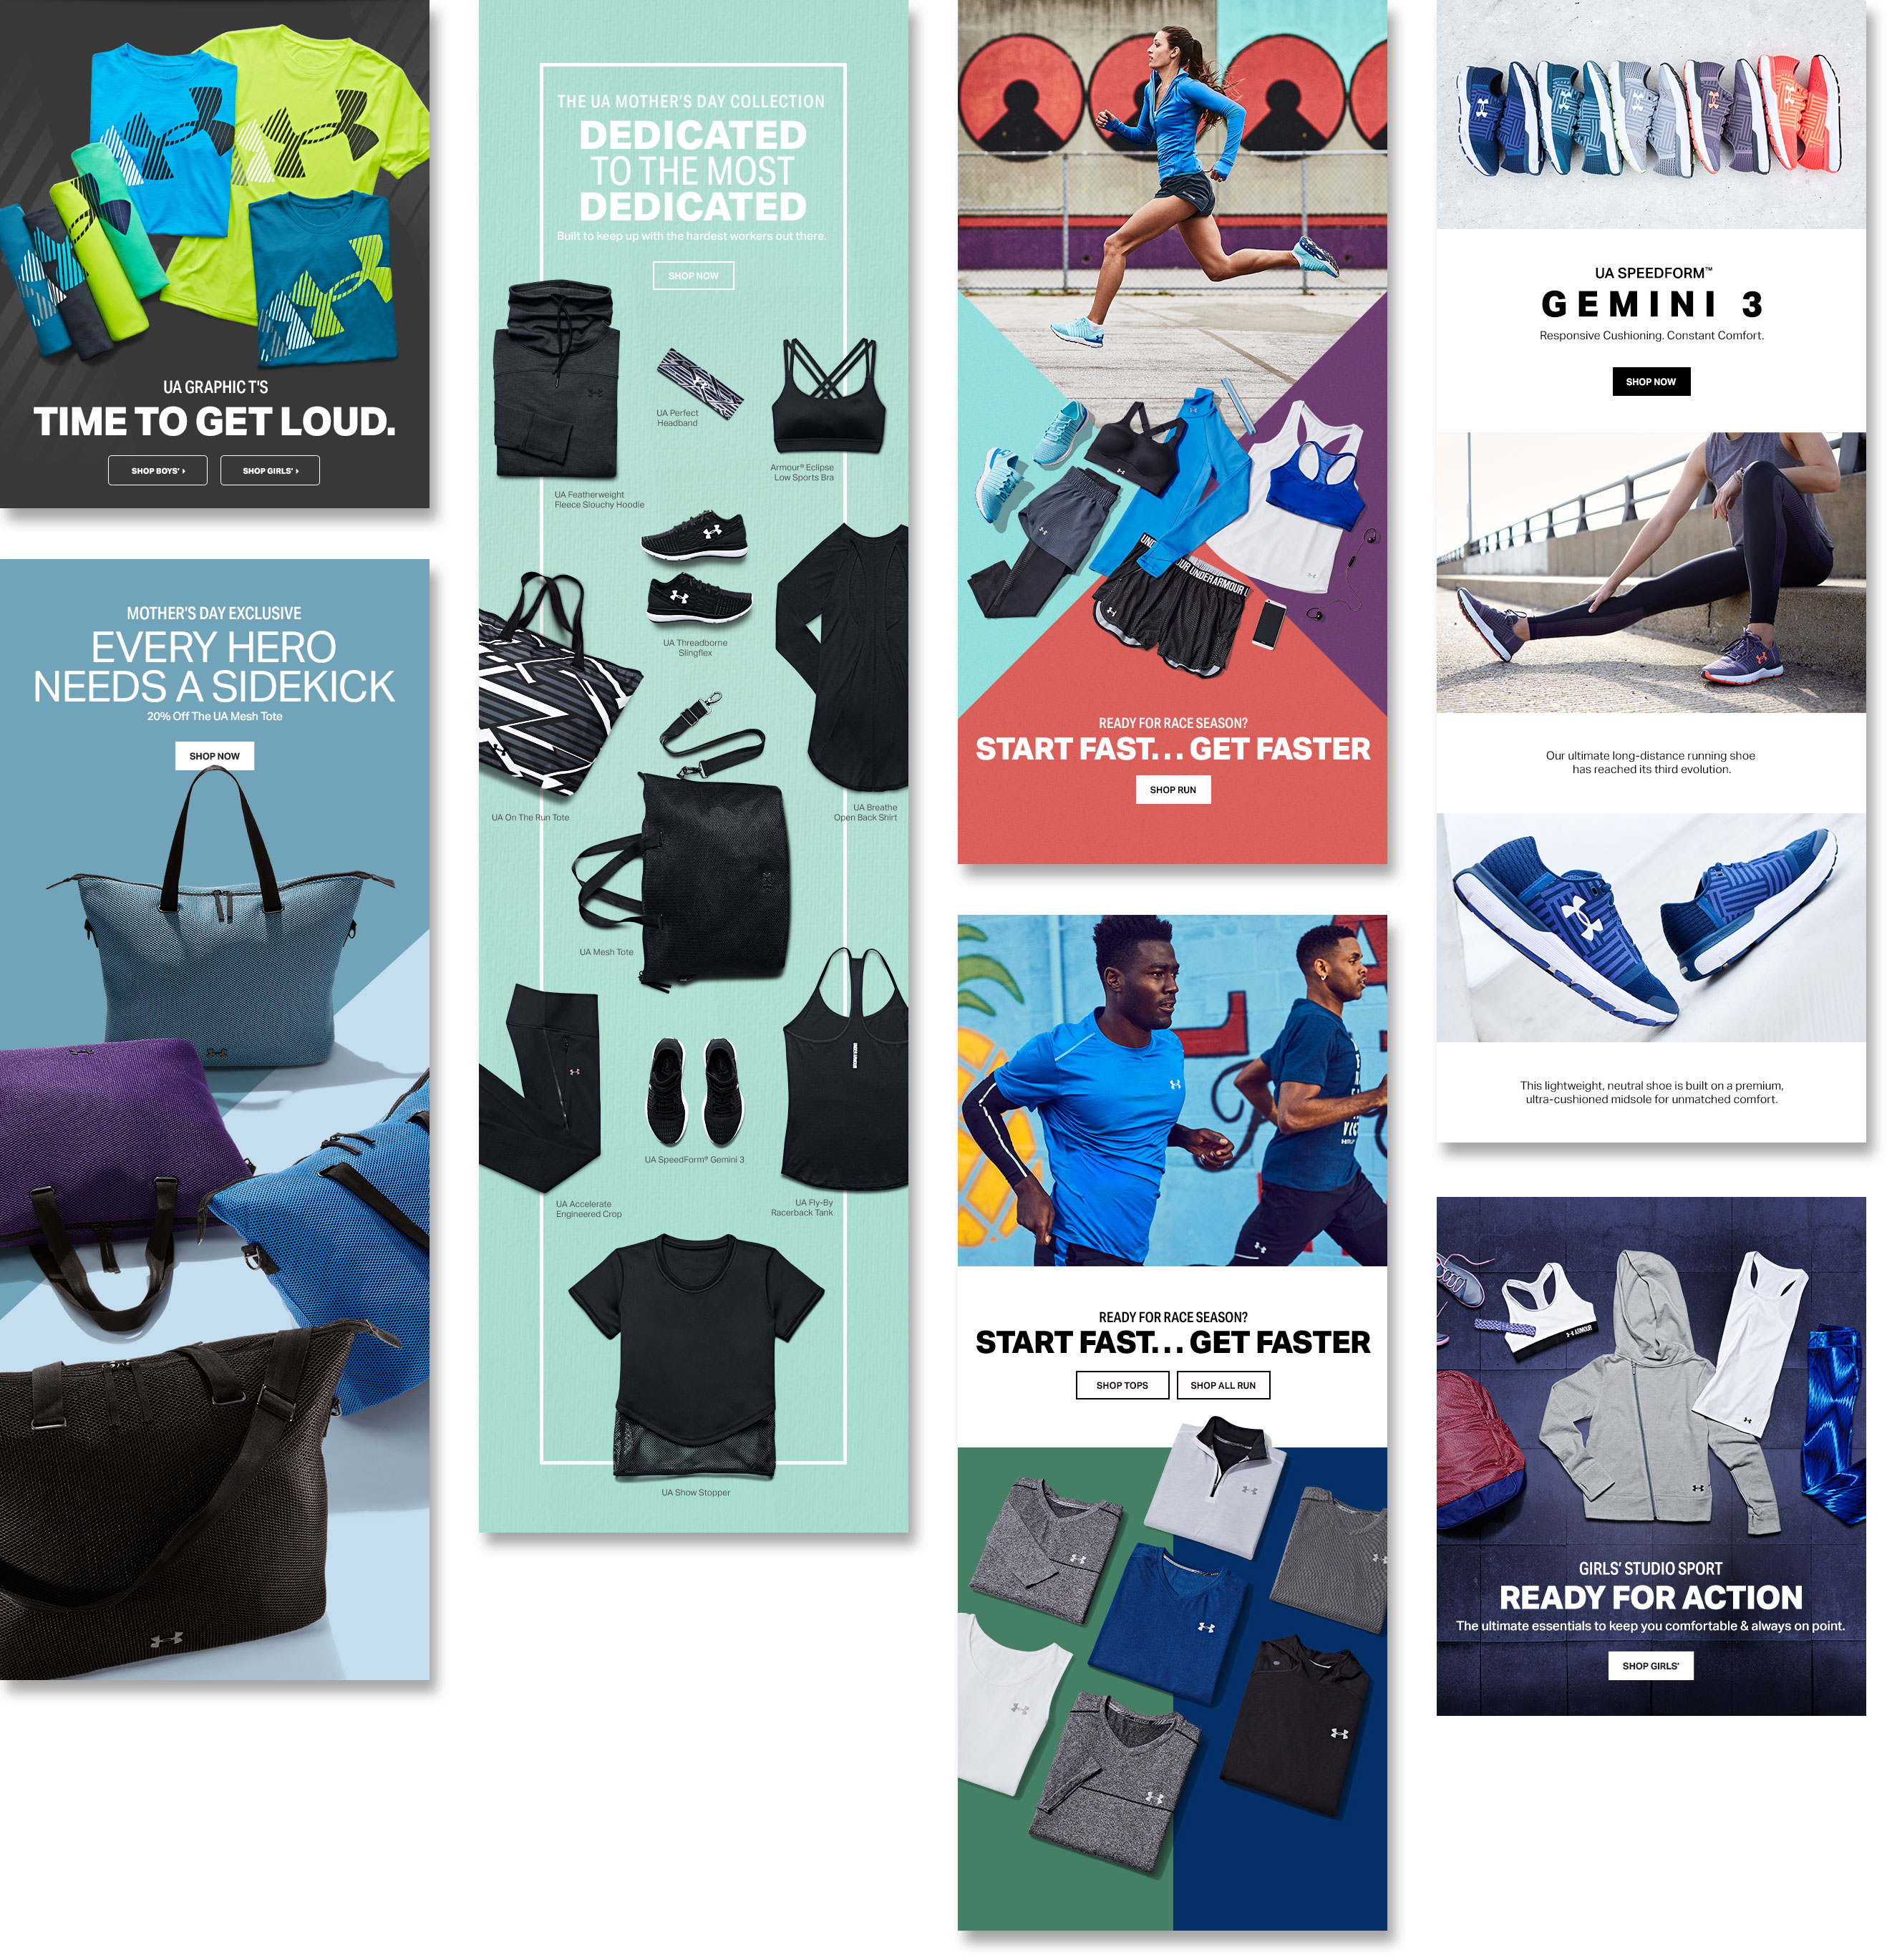 UA GRAPHIC T'S
TIME TO GET LOUD.
SHOP BOYS'
SHOP GIRLS'
MOTHER'S DAY EXCLUSIVE
EVERY HERO
NEEDS A SIDEKICK
20% Off The UA Mesh Tote
SHOP NOW
THE UA MOTHER'S DAY COLLECTION
DEDICATED
TO THE MOST
DEDICATED
Built to keep up with the hardest workers out there.
SHOP NOW
UA Perfect
Headband
Armour® Eclipse
Low Sports Bra
UA Featherweight
Fleece Slouchy Hoodie
UA Threadborne
Slingflex
UA On The Run Tote
UA Breathe
Open Back Shirt
UA Mesh Tote
UA SpeedForm® Gemini 3
UA Accelerate
Engineered Crop
UA Fly-By
Racerback Tank
UA Show Stopper
UNDER ARMOUR
READY FOR RACE SEASON?
START FAST... GET FASTER
SHOP RUN
READY FOR RACE SEASON?
START FAST... GET FASTER
SHOP TOPS
SHOP ALL RUN
UA SPEEDFORM™
GEMINI 3
Responsive Cushioning. Constant Comfort.
SHOP NOW
Our ultimate long-distance running shoe
has reached its third evolution.
This lightweight, neutral shoe is built on a premium,
ultra-cushioned midsole for unmatched comfort.
ARMOUR
GIRLS' STUDIO SPORT
READY FOR ACTION
The ultimate essentials to keep you comfortable & always on point.
SHOP GIRLS'